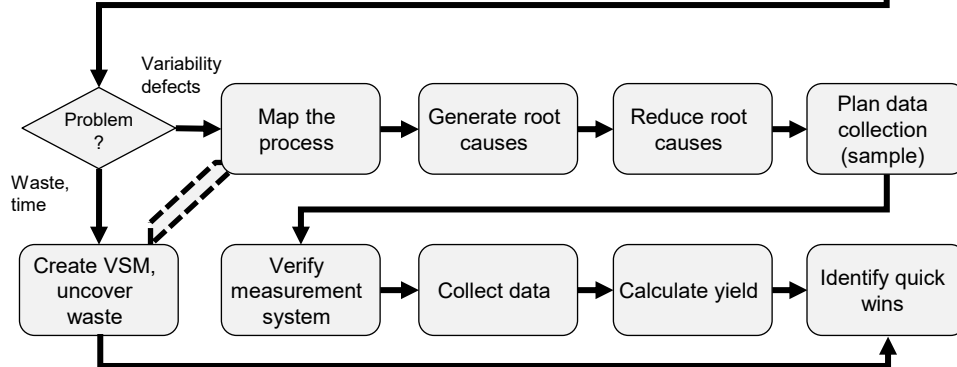 Variability
defects
Problem
?
Map the
process
Generate root
causes
Reduce root
causes
Plan data
collection
(sample)
Waste,
time
Create VSM,
uncover
waste
Verify
measurement
system
Collect data
Calculate yield
Identify quick
wins